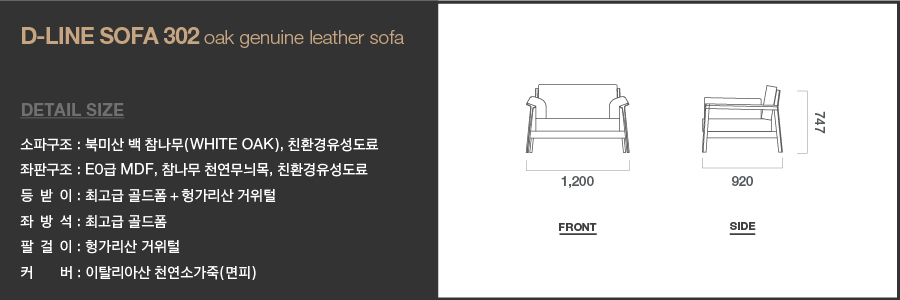 D-LINE SOFA 302 oak genuine leather sofa
DETAIL SIZE
소파구조 : 북미산 백 참나무(WHITE OAK), 친환경유성도료
좌판구조 : E0급 MDF, 참나무 천연무늬목, 친환경유성도료
등 받 이 : 최고급 골드폼 + 헝가리산 거위털
좌 방 석 : 최고급 골드폼
팔 걸 이 : 헝가리산 거위털
커 버 : 이탈리아산 천연소가죽(면피)
747
1,200
920
FRONT
SIDE